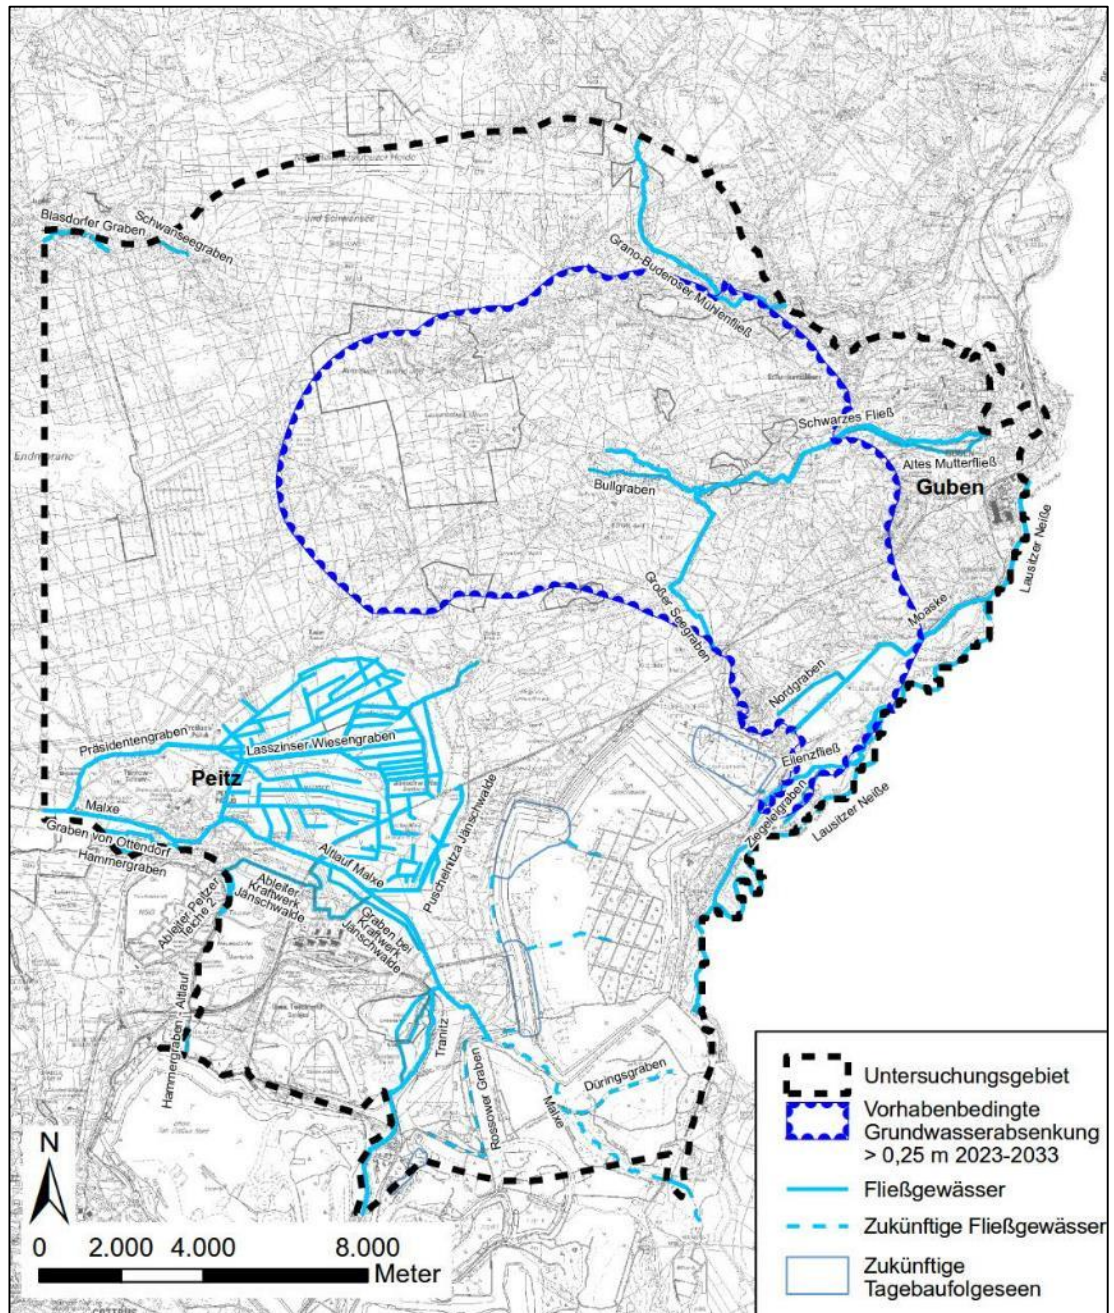 Blasdorfer Graben
Schwanseegraben
Grano-Buderoser Mühlenfließ
Schwarzes Fließ
Altes Mutterfließ
Guben
Bullgraben
Lausitzer Neiße
Großer Seegraben
Moaske
Nordgraben
Präsidentengraben
Lasszinser Wiesengraben
Eilenzfließ
Peitz
Malxe
Ziegeleigraben
Lausitzer Neiße
Graben von Ottendorf
Hammergraben
Altlauf Malxe
Puschelnitza Jänschwalde
Ableiter Peitzer
Teiche 2
Ableiter
Kraftwerk
Jänschwalde
Graben bei
Kraftwerk
Jänschwalde
Hammergraben - Altlauf
Tranitz
Rossower Graben
Malxe
Düringsgraben
N
0 2.000 4.000 8.000
Meter
Untersuchungsgebiet
Vorhabenbedingte
Grundwasserabsenkung
> 0,25 m 2023-2033
Fließgewässer
Zukünftige Fließgewässer
Zukünftige
Tagebaufolgeseen